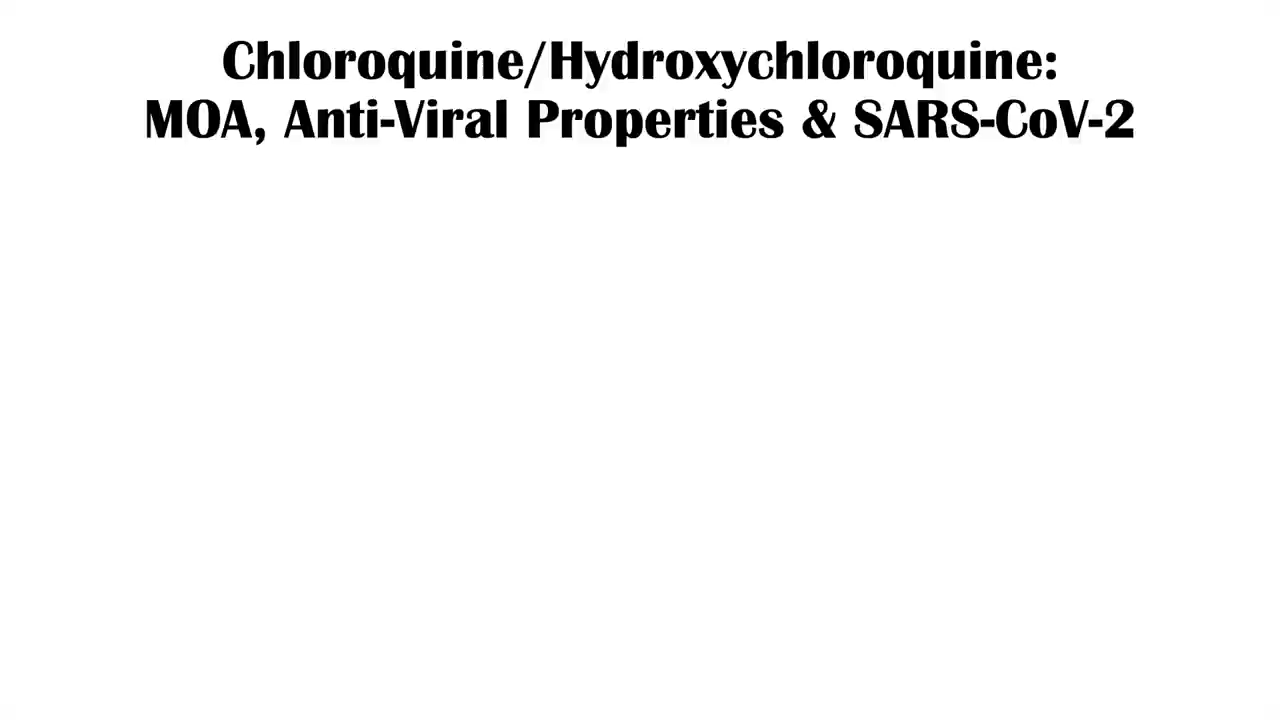 Chloroquine/Hydroxychloroquine:
MOA, Anti-Viral Properties & SARS-CoV-2